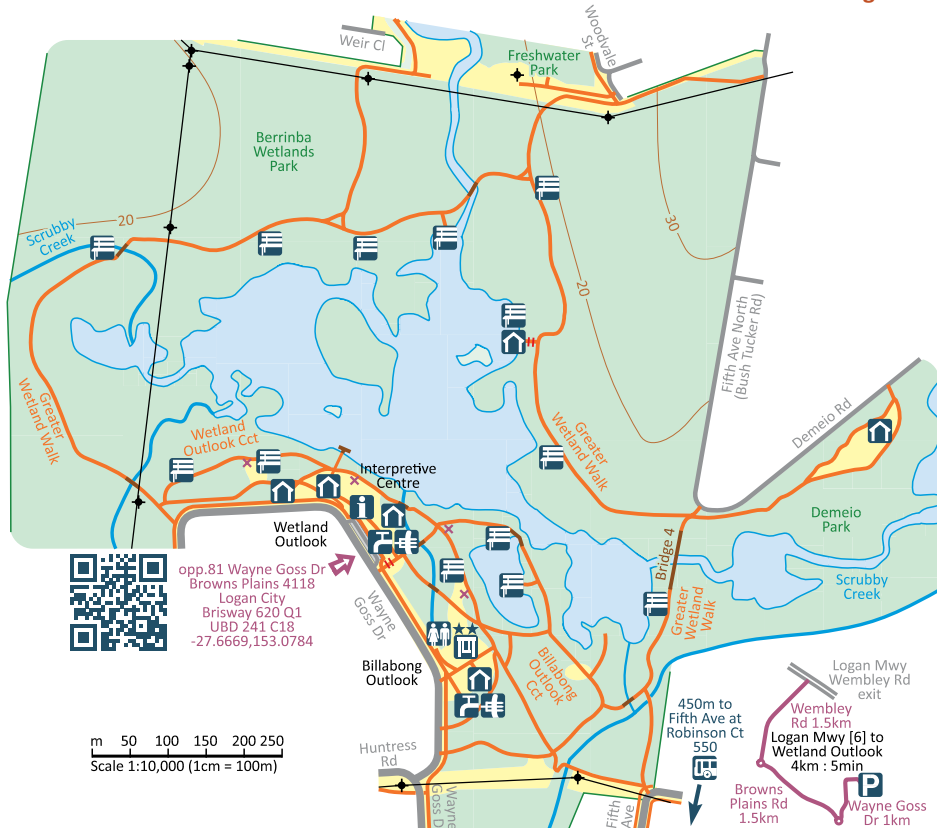 Weir Cl
Woodvale
St
Freshwater
Park
Berrinba
Wetlands
Park
20
Scrubby
Creek
30
20
Fifth Ave North
(Bush Tucker Rd)
Greater
Wetland Walk
Wetland
Outlook Cct
Greater
Wetland Walk
Demeio Rd
Interpretive
Centre
i
Wetland
Outlook
Demeio
Park
Bridge 4
Scrubby
Creek
opp.81 Wayne Goss Dr
Browns Plains 4118
Logan City
Brisway 620 Q1
UBD 241 C18
-27.6669,153.0784
Wayne
Goss Dr
Greater
Wetland
Walk
Billabong
Outlook
Billabong
Outlook
Cct
Logan Mwy
Wembley Rd
exit
450m to
Fifth Ave at
Robinson Ct
550
Wembley
Rd 1.5km
Logan Mwy [6] to
Wetland Outlook
4km : 5min
P
Browns
Plains Rd
1.5km
Wayne Goss
Dr 1km
m 50 100 150 200 250
Scale 1:10,000 (1cm = 100m)
Huntress
Rd
Wayne
Goss D
Fifth
Ave